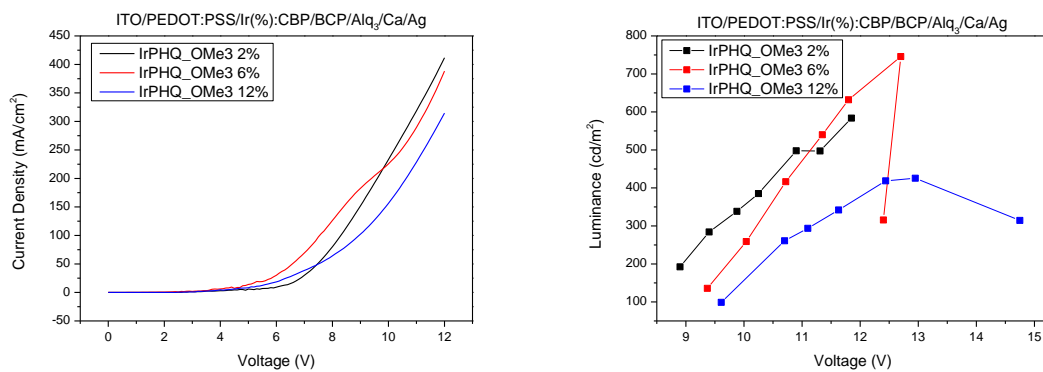 ITO/PEDOT:PSS/Ir(%):CBP/BCP/Alq₃/Ca/Ag
450
400
350
300
250
200
150
100
50
0
-50
Current Density (mA/cm²)
IrPHQ_OMe3 2%
IrPHQ_OMe3 6%
IrPHQ_OMe3 12%
0 2 4 6 8 10 12
Voltage (V)
ITO/PEDOT:PSS/Ir(%):CBP/BCP/Alq₃/Ca/Ag
800
700
600
500
400
300
200
100
Luminance (cd/m²)
IrPHQ_OMe3 2%
IrPHQ_OMe3 6%
IrPHQ_OMe3 12%
9 10 11 12 13 14 15
Voltage (V)